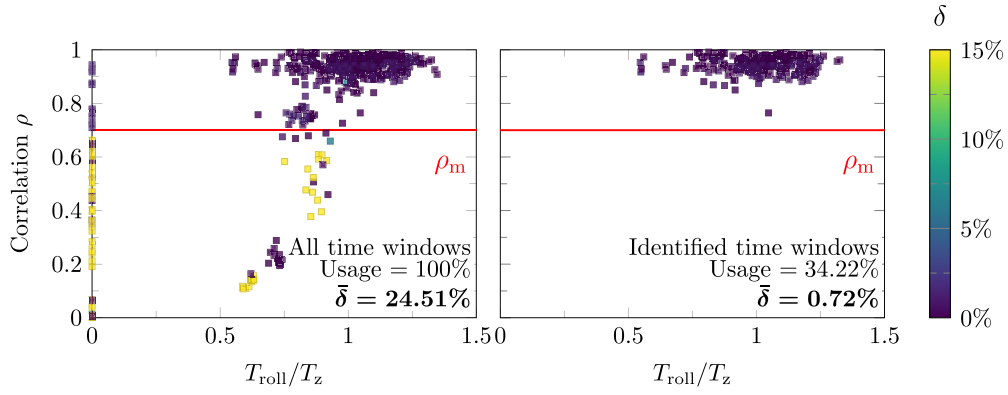 δ
Correlation ρ
1
0.8
0.6
0.4
0.2
0
ρm
All time windows
Usage = 100%
δ̄ = 24.51%
0
0.5
1
1.5
Troll/Tz
ρm
Identified time windows
Usage = 34.22%
δ̄ = 0.72%
0
0.5
1
1.5
Troll/Tz
15%
10%
5%
0%